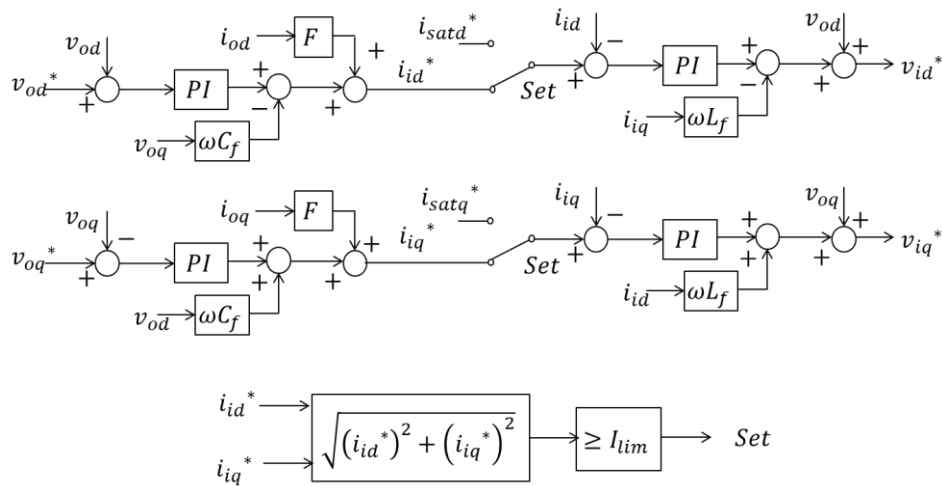 v_od i_od F i_satd* i_id − v_od
v_od* + PI + − + + i_id* Set + PI + − + + v_id*
v_oq ωC_f i_iq ωL_f
v_oq − i_oq F i_satq* i_iq − v_oq
v_oq* + PI + + + + i_iq* Set + PI + + + + v_iq*
v_od ωC_f i_id ωL_f
i_id*
√((i_id*)² + (i_iq*)²) ≥ I_lim Set
i_iq*